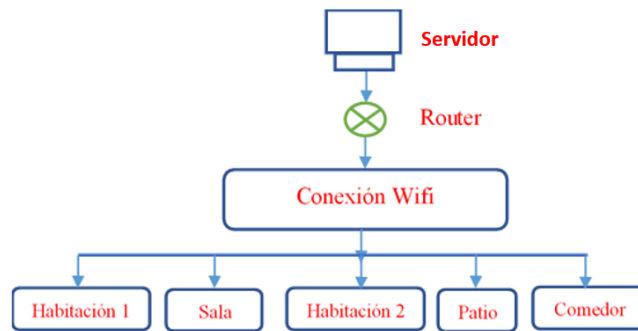 Servidor
Router
Conexión Wifi
Habitación 1
Sala
Habitación 2
Patio
Comedor